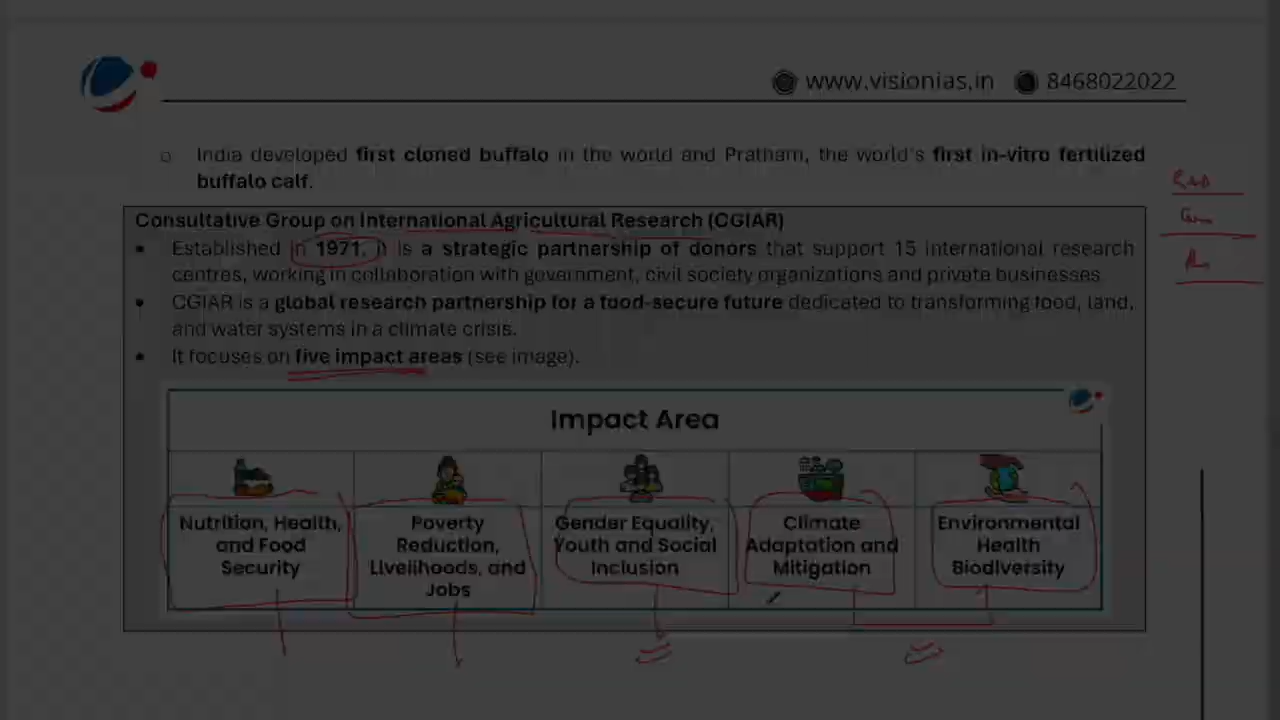 www.visionias.in 8468022022
India developed first cloned buffalo in the world and Pratham, the world's first in-vitro fertilized
buffalo calf.
Consultative Group on International Agricultural Research (CGIAR)
Established in 1971, it is a strategic partnership of donors that support 15 international research
centres, working in collaboration with government, civil society organizations and private businesses.
CGIAR is a global research partnership for a food-secure future dedicated to transforming food, land,
and water systems in a climate crisis.
It focuses on five impact areas (see image).
Impact Area
Nutrition, Health,
and Food
Security
Poverty
Reduction,
Livelihoods, and
Jobs
Gender Equality,
Youth and Social
Inclusion
Climate
Adaptation and
Mitigation
Environmental
Health
Biodiversity